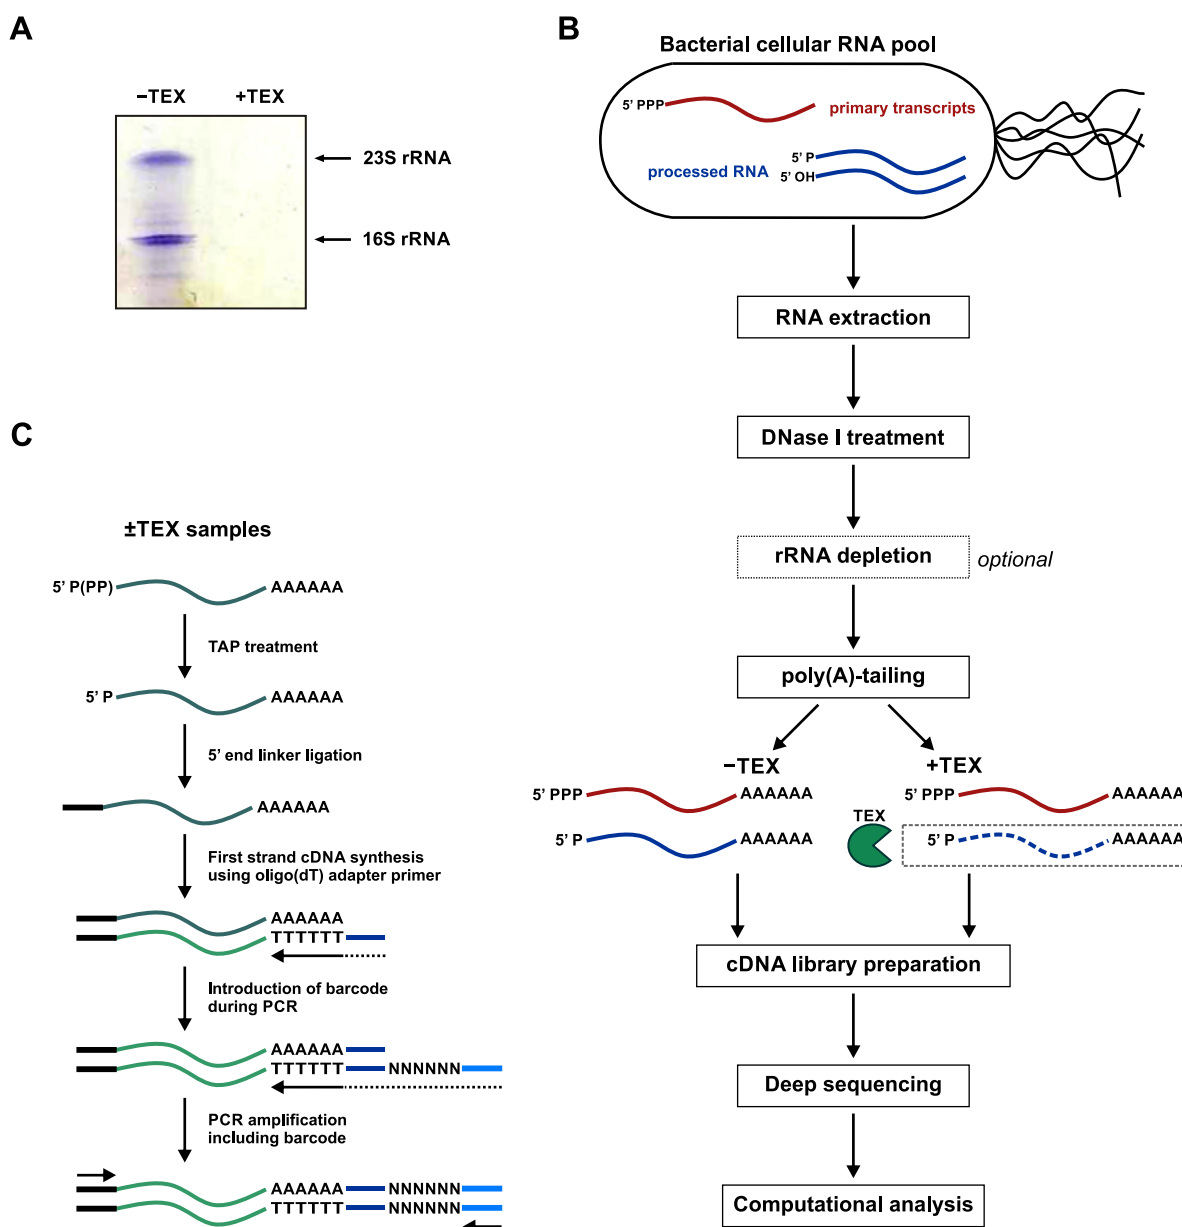 A
−TEX +TEX
23S rRNA
16S rRNA
B
Bacterial cellular RNA pool
5' PPP
primary transcripts
processed RNA
5' P
5' OH
RNA extraction
DNase I treatment
rRNA depletion
optional
poly(A)-tailing
−TEX
+TEX
5' PPP AAAAAA
5' PPP AAAAAA
TEX
5' P AAAAAA
5' P AAAAAA
cDNA library preparation
Deep sequencing
Computational analysis
C
±TEX samples
5' P(PP) AAAAAA
TAP treatment
5' P AAAAAA
5' end linker ligation
AAAAAA
First strand cDNA synthesis
using oligo(dT) adapter primer
AAAAAA
TTTTTT
Introduction of barcode
during PCR
AAAAAA
TTTTTT NNNNNN
PCR amplification
including barcode
AAAAAA NNNNNN
TTTTTT NNNNNN